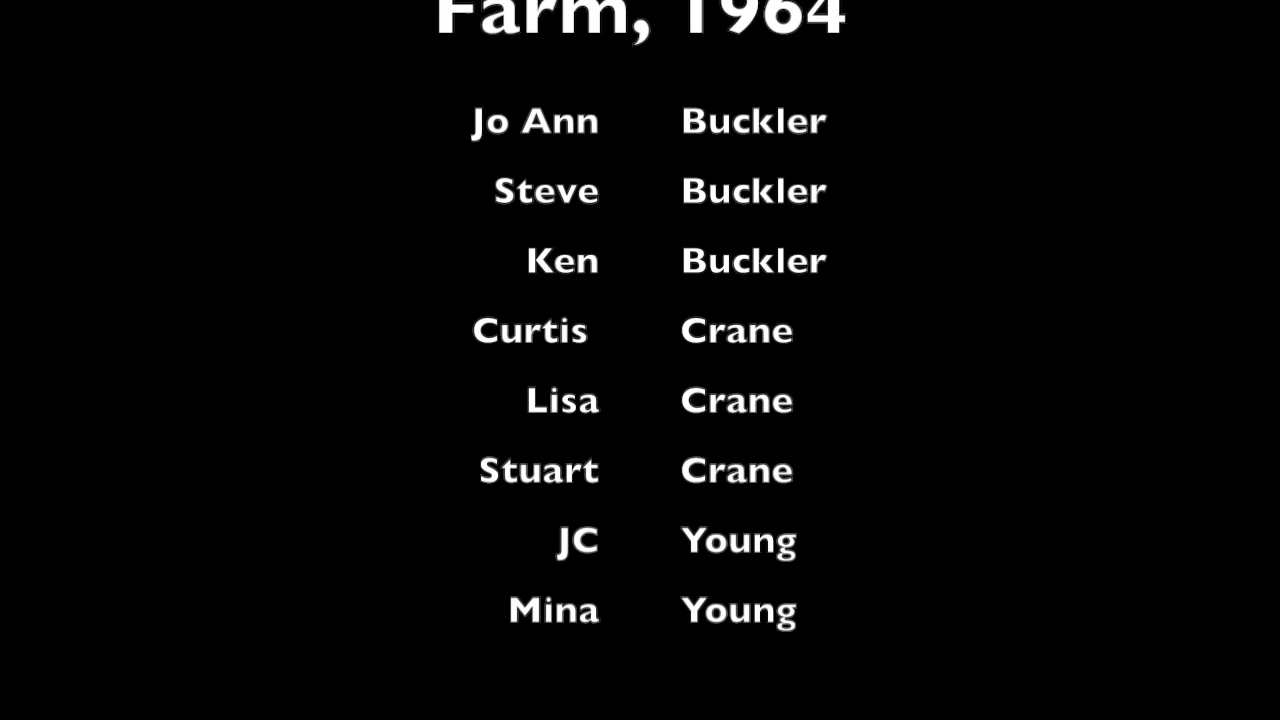 Farm, 1964
Jo Ann Buckler
Steve Buckler
Ken Buckler
Curtis Crane
Lisa Crane
Stuart Crane
JC Young
Mina Young